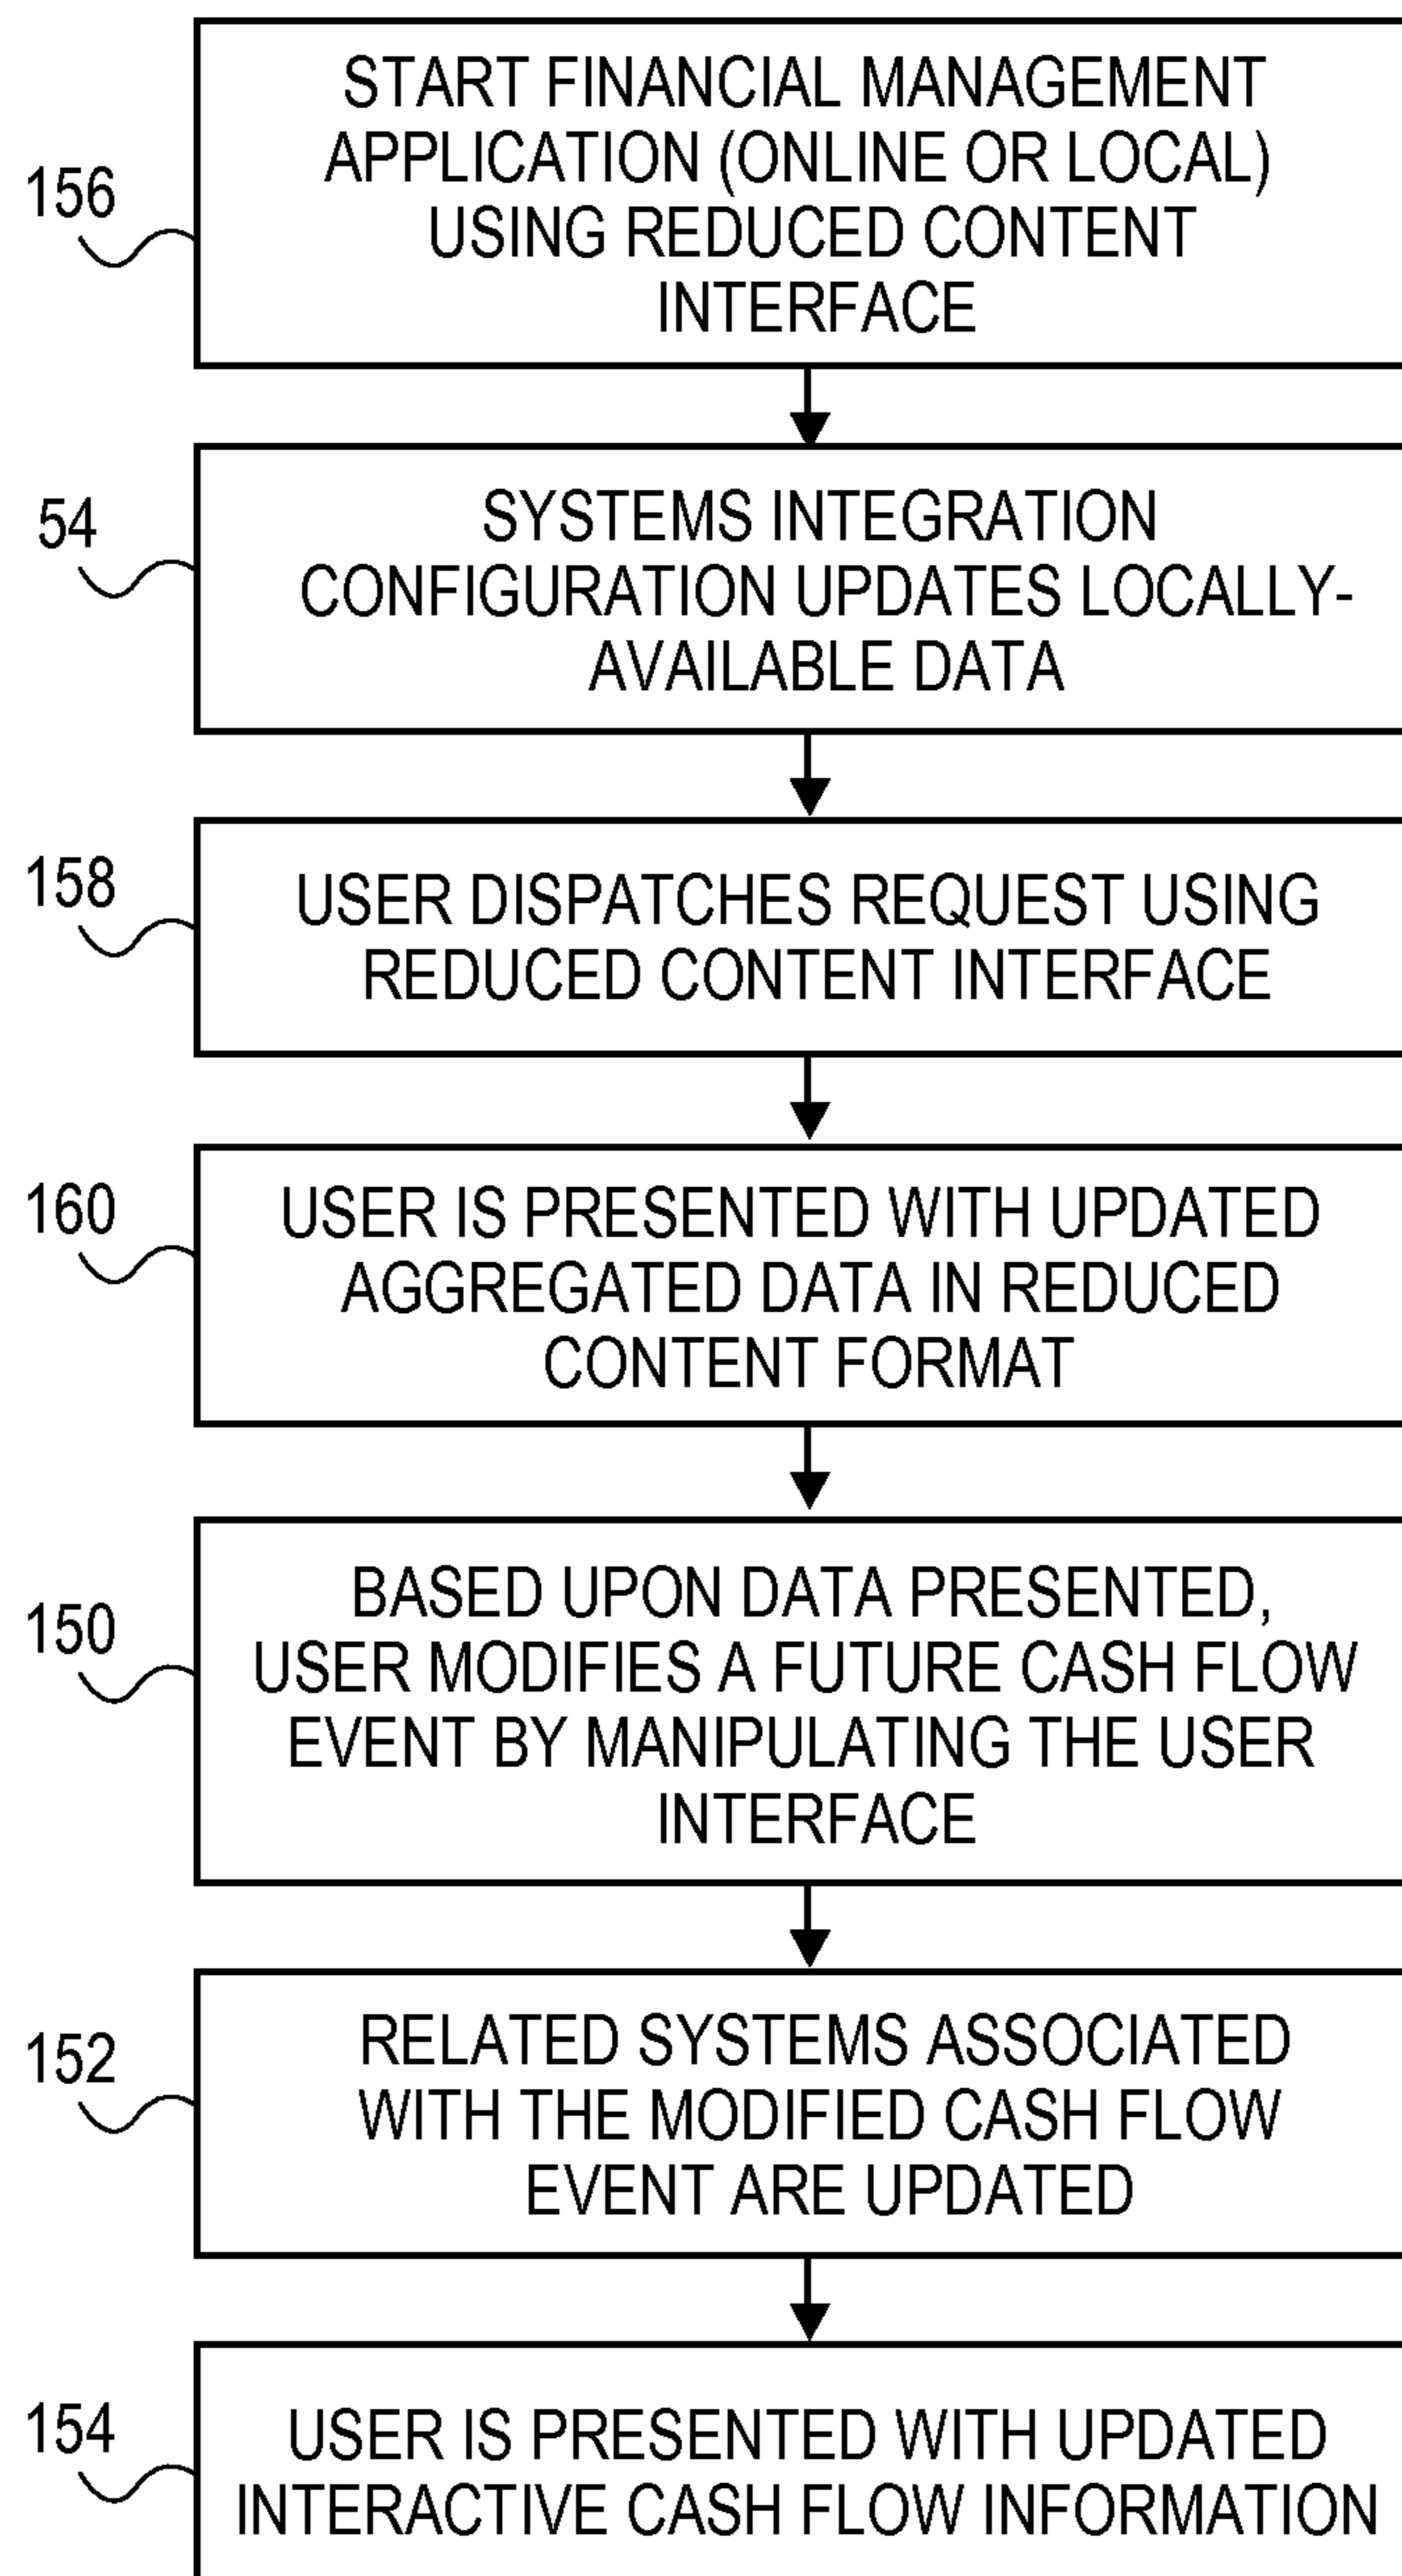 START FINANCIAL MANAGEMENT
APPLICATION (ONLINE OR LOCAL)
USING REDUCED CONTENT
INTERFACE
156
SYSTEMS INTEGRATION
CONFIGURATION UPDATES LOCALLY-
AVAILABLE DATA
54
USER DISPATCHES REQUEST USING
REDUCED CONTENT INTERFACE
158
USER IS PRESENTED WITH UPDATED
AGGREGATED DATA IN REDUCED
CONTENT FORMAT
160
BASED UPON DATA PRESENTED,
USER MODIFIES A FUTURE CASH FLOW
EVENT BY MANIPULATING THE USER
INTERFACE
150
RELATED SYSTEMS ASSOCIATED
WITH THE MODIFIED CASH FLOW
EVENT ARE UPDATED
152
USER IS PRESENTED WITH UPDATED
INTERACTIVE CASH FLOW INFORMATION
154